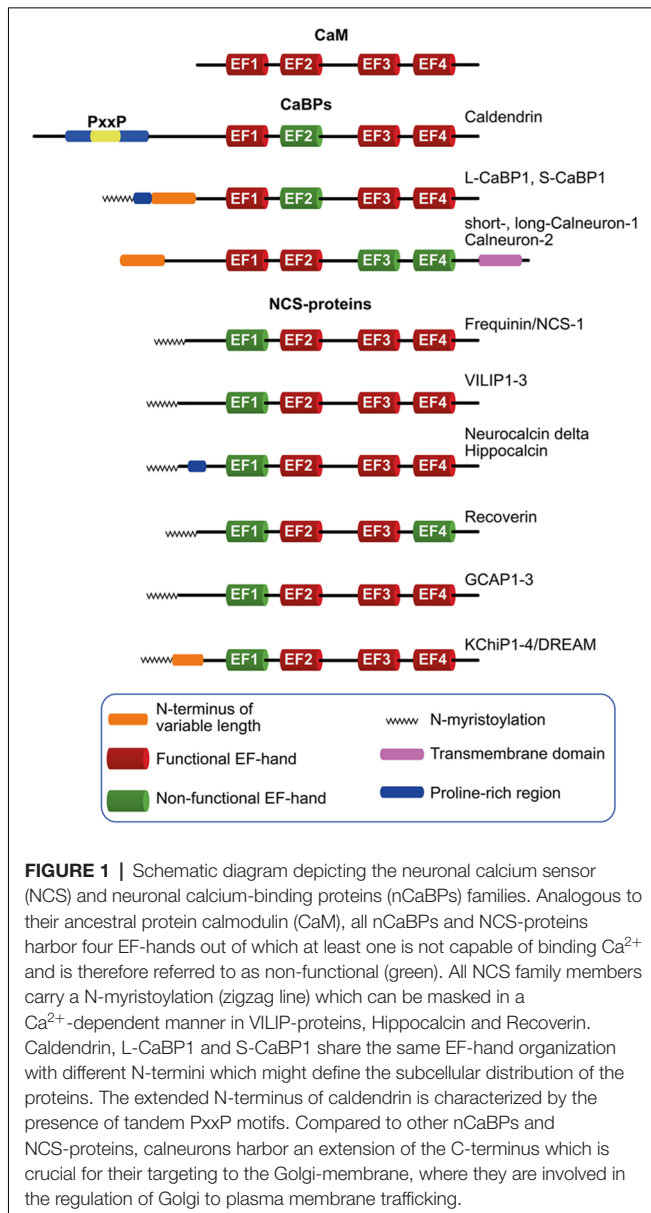 CaM
EF1 EF2 EF3 EF4
CaBPs
PxxP
Caldendrin
EF1 EF2 EF3 EF4
L-CaBP1, S-CaBP1
EF1 EF2 EF3 EF4
short-, long-Calneuron-1
Calneuron-2
EF1 EF2 EF3 EF4
NCS-proteins
Frequinin/NCS-1
EF1 EF2 EF3 EF4
VILIP1-3
EF1 EF2 EF3 EF4
Neurocalcin delta
Hippocalcin
EF1 EF2 EF3 EF4
Recoverin
EF1 EF2 EF3 EF4
GCAP1-3
EF1 EF2 EF3 EF4
KChiP1-4/DREAM
EF1 EF2 EF3 EF4
N-terminus of
variable length
Functional EF-hand
Non-functional EF-hand
N-myristoylation
Transmembrane domain
Proline-rich region
FIGURE 1 | Schematic diagram depicting the neuronal calcium sensor
(NCS) and neuronal calcium-binding proteins (nCaBPs) families. Analogous to
their ancestral protein calmodulin (CaM), all nCaBPs and NCS-proteins
harbor four EF-hands out of which at least one is not capable of binding Ca2+
and is therefore referred to as non-functional (green). All NCS family members
carry a N-myristoylation (zigzag line) which can be masked in a
Ca2+-dependent manner in VILIP-proteins, Hippocalcin and Recoverin.
Caldendrin, L-CaBP1 and S-CaBP1 share the same EF-hand organization
with different N-termini which might define the subcellular distribution of the
proteins. The extended N-terminus of caldendrin is characterized by the
presence of tandem PxxP motifs. Compared to other nCaBPs and
NCS-proteins, calneurons harbor an extension of the C-terminus which is
crucial for their targeting to the Golgi-membrane, where they are involved in
the regulation of Golgi to plasma membrane trafficking.